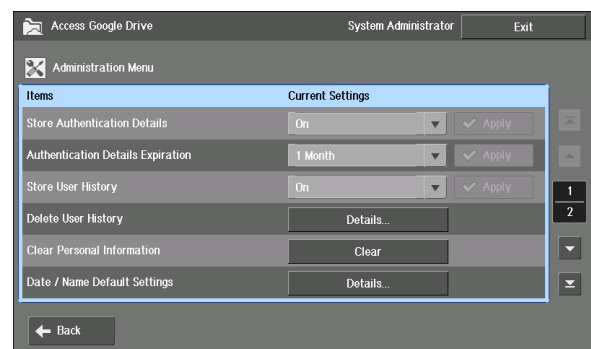 Access Google Drive System Administrator Exit
Administration Menu
Items Current Settings
Store Authentication Details On Apply
Authentication Details Expiration 1 Month Apply
Store User History On Apply
Delete User History Details...
Clear Personal Information Clear
Date / Name Default Settings Details...
1
2
Back